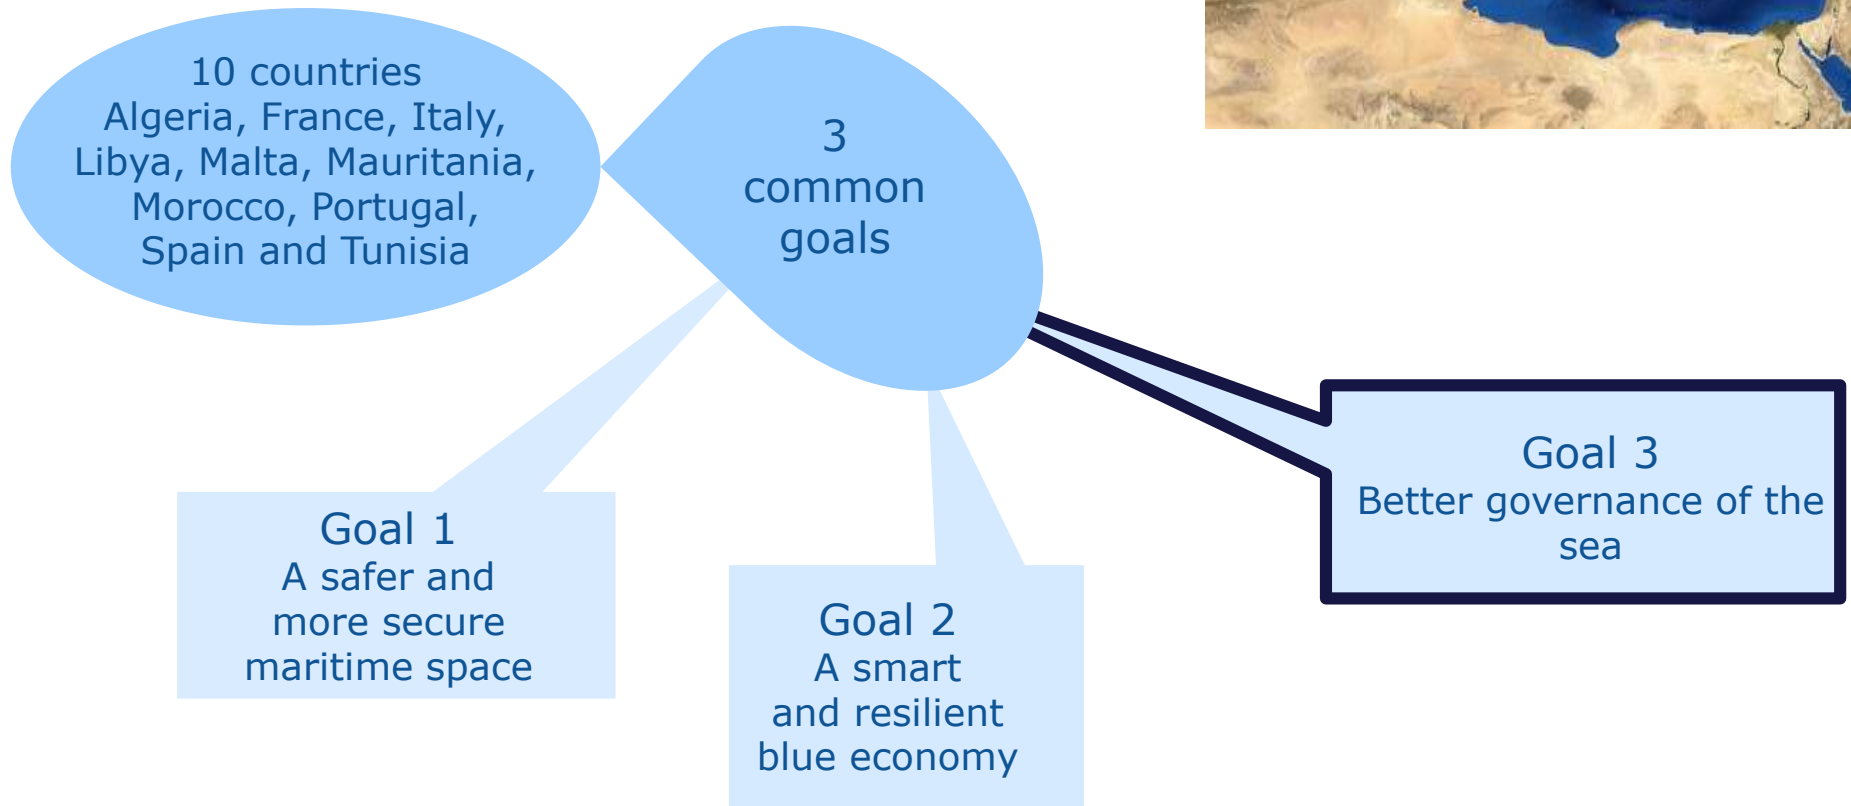 10 countries
Algeria, France, Italy,
Libya, Malta, Mauritania,
Morocco, Portugal,
Spain and Tunisia
3
common
goals
Goal 1
A safer and
more secure
maritime space
Goal 2
A smart
and resilient
blue economy
Goal 3
Better governance of the
sea